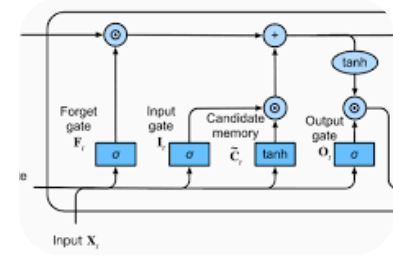 ⊙
+
tanh
Forget
gate
F_t
Input
gate
I_t
Candidate
memory
C̃_t
⊙
Output
gate
O_t
⊙
σ
σ
tanh
σ
e
Input X_t